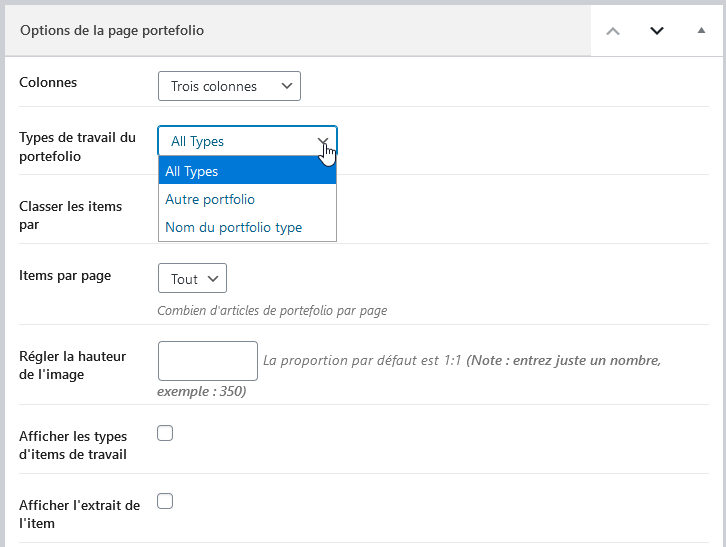 Options de la page portefolio
Colonnes
Trois colonnes
Types de travail du
portefolio
All Types
All Types
Autre portfolio
Nom du portfolio type
Classer les items
par
Items par page
Tout
Combien d'articles de portefolio par page
Régler la hauteur
de l'image
La proportion par défaut est 1:1 (Note : entrez juste un nombre,
exemple : 350)
Afficher les types
d'items de travail
Afficher l'extrait de
l'item